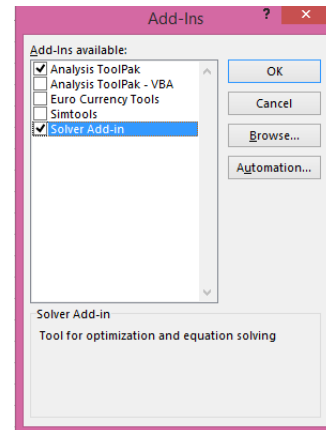 Add-Ins ? ×
Add-Ins available:
Analysis ToolPak
Analysis ToolPak - VBA
Euro Currency Tools
Simtools
Solver Add-in
OK
Cancel
Browse...
Automation...
Solver Add-in
Tool for optimization and equation solving